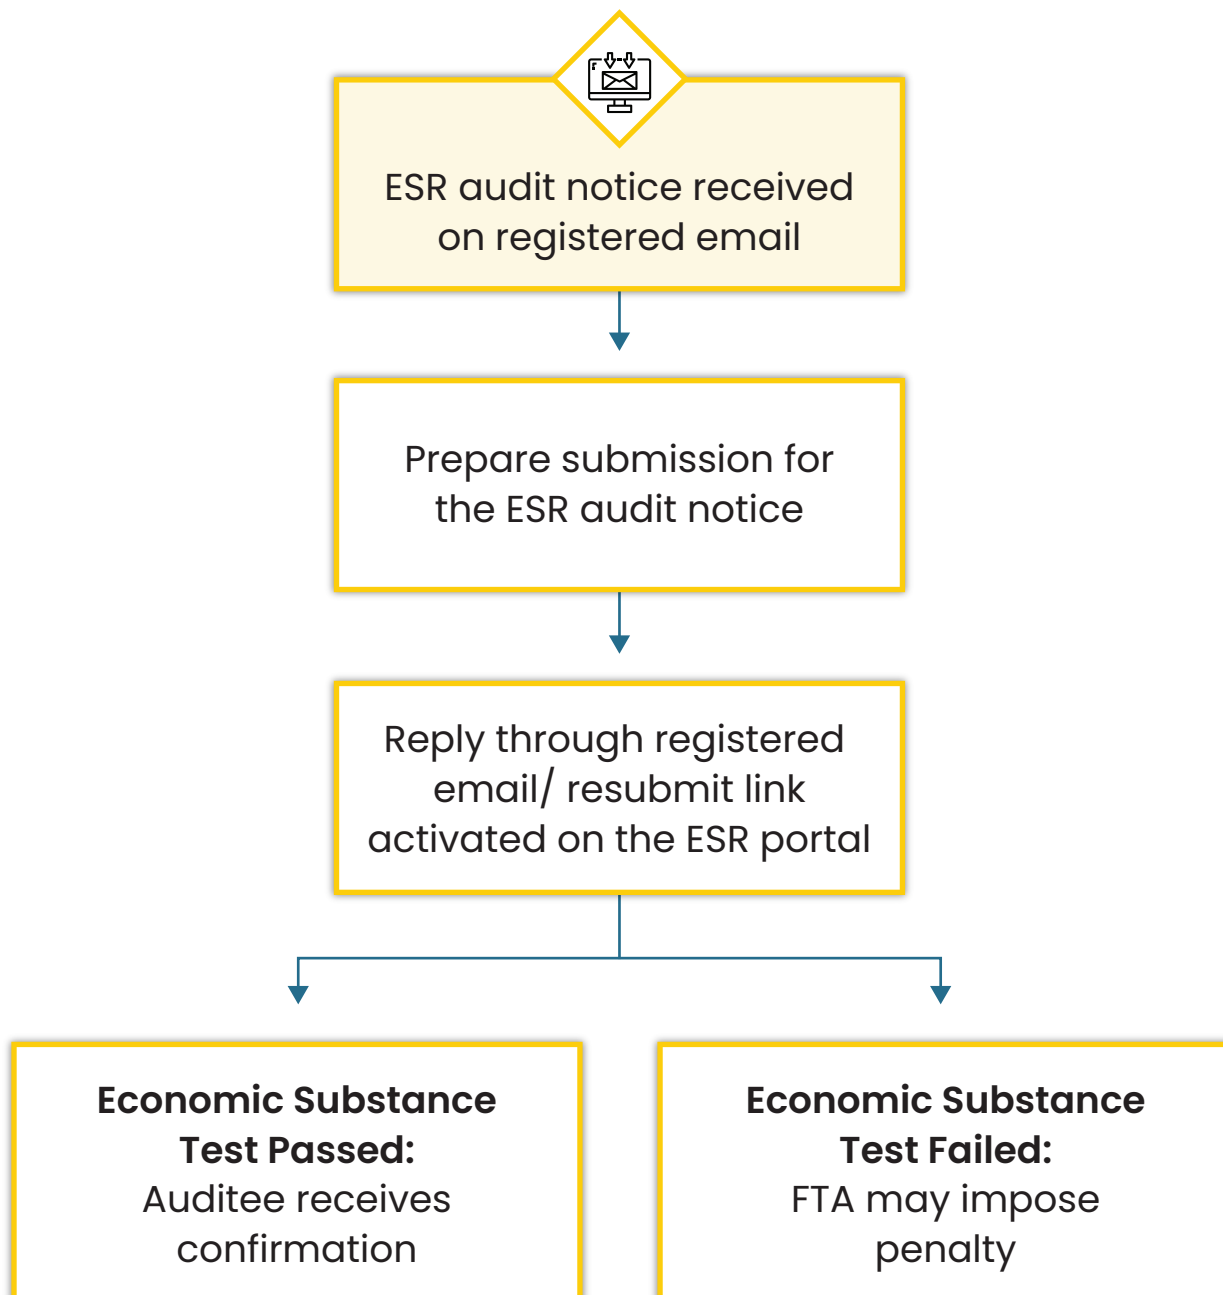 ESR audit notice received
on registered email
Prepare submission for
the ESR audit notice
Reply through registered
email/ resubmit link
activated on the ESR portal
Economic Substance
Test Passed:
Auditee receives
confirmation
Economic Substance
Test Failed:
FTA may impose
penalty